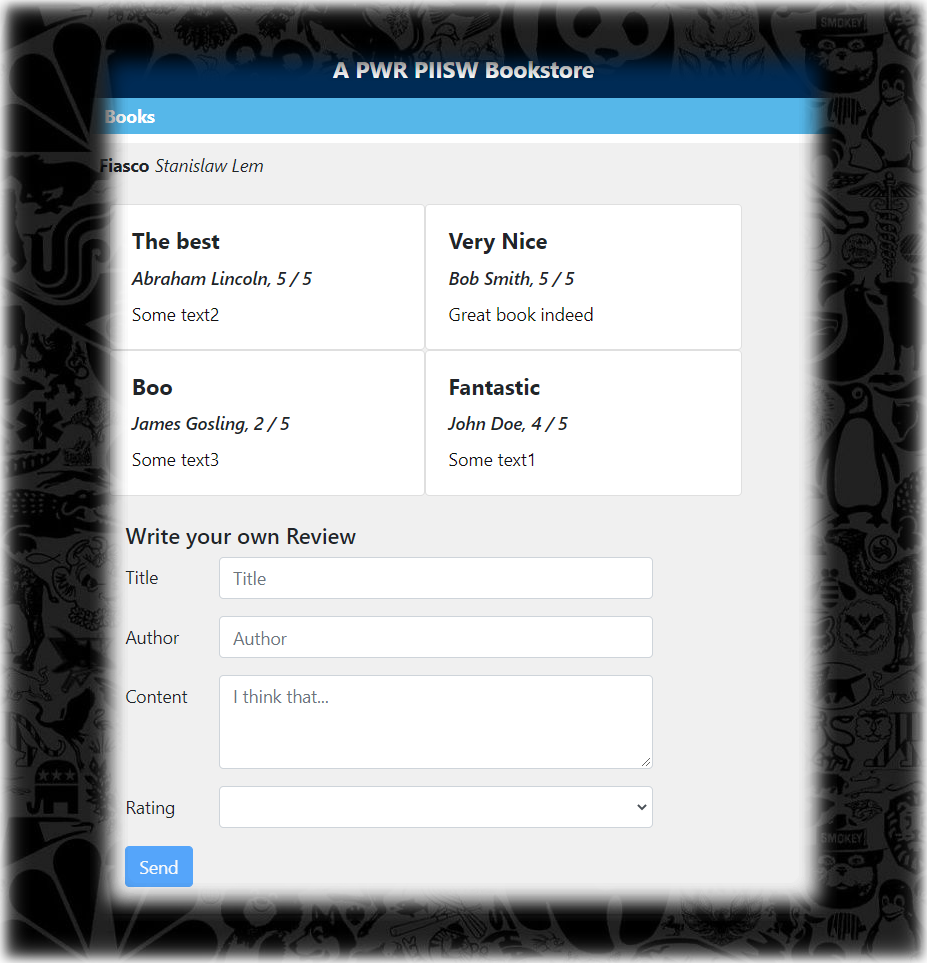 SMOKEY
A PWR PIISW Bookstore
Books
Fiasco Stanislaw Lem
The best
Abraham Lincoln, 5 / 5
Some text2
Very Nice
Bob Smith, 5 / 5
Great book indeed
Boo
James Gosling, 2 / 5
Some text3
Fantastic
John Doe, 4 / 5
Some text1
Write your own Review
Title
Title
Author
Author
Content
I think that...
Rating
Send
SMOKEY